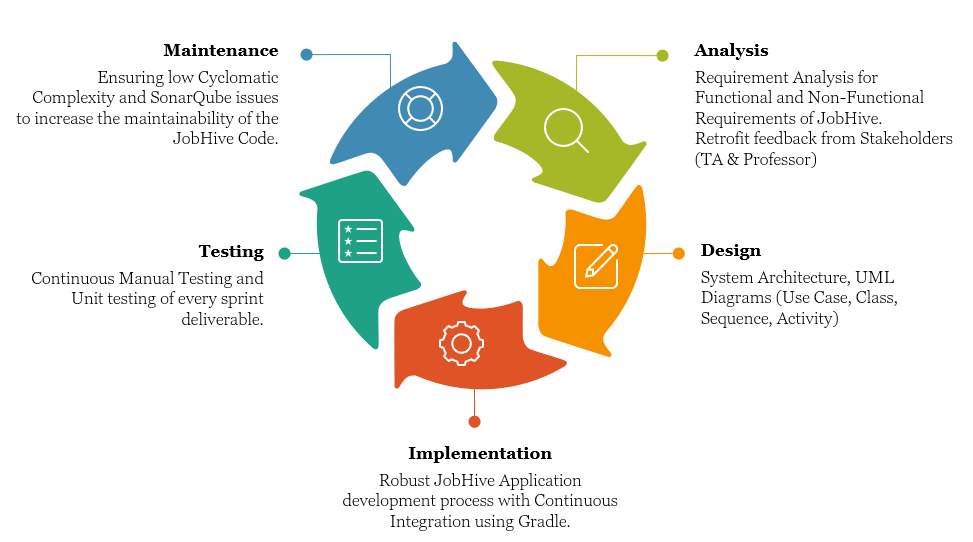 Maintenance
Ensuring low Cyclomatic
Complexity and SonarQube issues
to increase the maintainability of the
JobHive Code.
Analysis
Requirement Analysis for
Functional and Non-Functional
Requirements of JobHive.
Retrofit feedback from Stakeholders
(TA & Professor)
Testing
Continuous Manual Testing and
Unit testing of every sprint
deliverable.
Design
System Architecture, UML
Diagrams (Use Case, Class,
Sequence, Activity)
Implementation
Robust JobHive Application
development process with Continuous
Integration using Gradle.